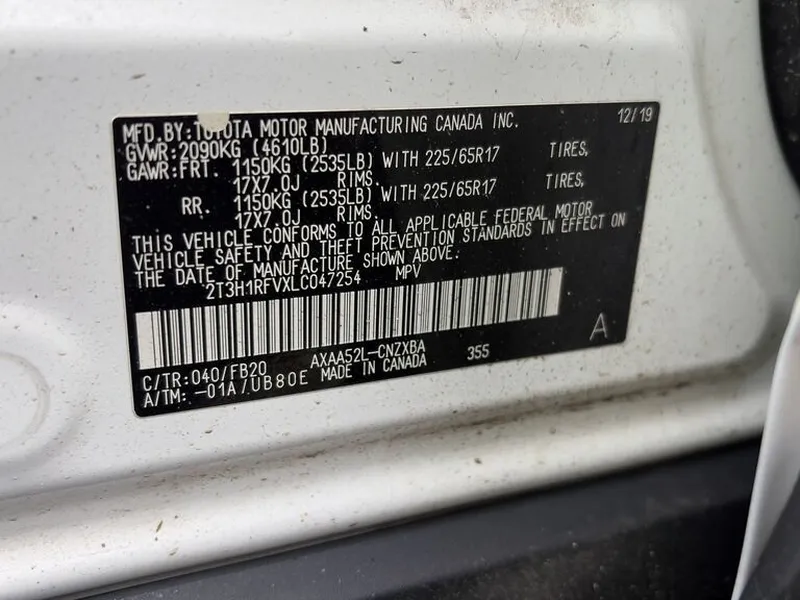 MFD.BY:TOYOTA MOTOR MANUFACTURING CANADA INC. 12/19
GVWR:2090KG (4610LB)
GAWR:FRT. 1150KG (2535LB) WITH 225/65R17 TIRES,
17X7.0J RIMS.
RR. 1150KG (2535LB) WITH 225/65R17 TIRES,
17X7.0J RIMS.
THIS VEHICLE CONFORMS TO ALL APPLICABLE FEDERAL MOTOR
VEHICLE SAFETY AND THEFT PREVENTION STANDARDS IN EFFECT ON
THE DATE OF MANUFACTURE SHOWN ABOVE.
2T3H1RFVXLC047254 MPV
C/TR:040/FB20 AXAA52L-CNZXBA 355 A
A/TM: -01A/UB80E MADE IN CANADA